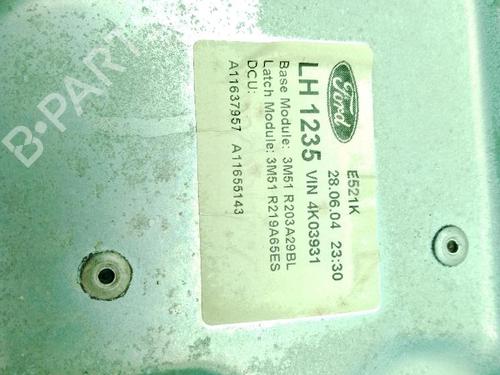 Ford
E521K
28.06.04 23:30
LH 1235 VIN 4K03931
Base Module: 3M51 R203A29BL
Latch Module: 3M51 R219A65ES
DCU:
A11637957 A11655143
B-PARTS